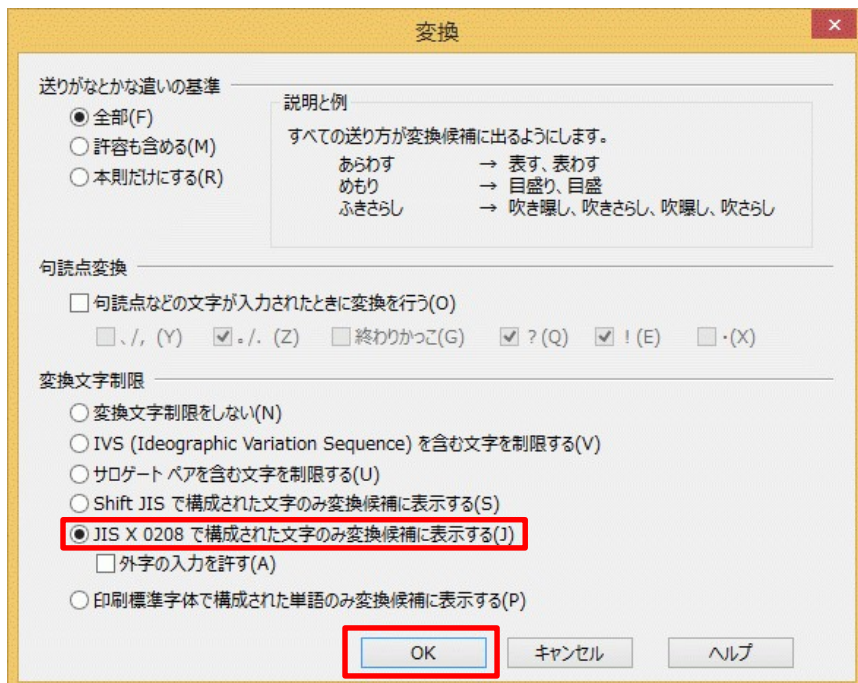 変換
送りがなとかな遣いの基準
全部(F)
許容も含める(M)
本則だけにする(R)
説明と例
すべての送り方が変換候補に出るようにします。
あらわす → 表す、表わす
めもり → 目盛り、目盛
ふきさらし → 吹き曝し、吹きさらし、吹曝し、吹さらし
句読点変換
句読点などの文字が入力されたときに変換を行う(O)
、/, (Y) 。/. (Z) 終わりかっこ(G) ? (Q) ! (E) ・(X)
変換文字制限
変換文字制限をしない(N)
IVS (Ideographic Variation Sequence) を含む文字を制限する(V)
サロゲート ペアを含む文字を制限する(U)
Shift JIS で構成された文字のみ変換候補に表示する(S)
JIS X 0208 で構成された文字のみ変換候補に表示する(J)
外字の入力を許す(A)
印刷標準字体で構成された単語のみ変換候補に表示する(P)
OK キャンセル ヘルプ